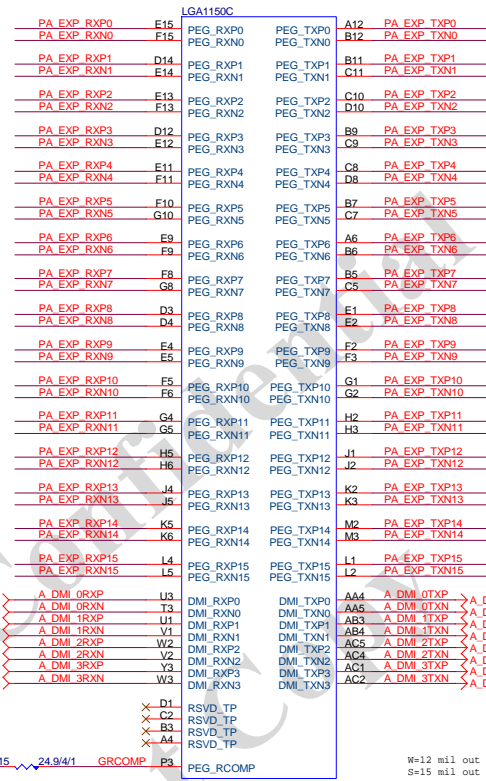 LGA1150C
PA_EXP_RXP0 E15 PEG_RXP0 PEG_TXP0 A12 PA_EXP_TXP0
PA_EXP_RXN0 F15 PEG_RXN0 PEG_TXN0 B12 PA_EXP_TXN0
PA_EXP_RXP1 D14 PEG_RXP1 PEG_TXP1 B11 PA_EXP_TXP1
PA_EXP_RXN1 E14 PEG_RXN1 PEG_TXN1 C11 PA_EXP_TXN1
PA_EXP_RXP2 E13 PEG_RXP2 PEG_TXP2 C10 PA_EXP_TXP2
PA_EXP_RXN2 F13 PEG_RXN2 PEG_TXN2 D10 PA_EXP_TXN2
PA_EXP_RXP3 D12 PEG_RXP3 PEG_TXP3 B9 PA_EXP_TXP3
PA_EXP_RXN3 E12 PEG_RXN3 PEG_TXN3 C9 PA_EXP_TXN3
PA_EXP_RXP4 E11 PEG_RXP4 PEG_TXP4 C8 PA_EXP_TXP4
PA_EXP_RXN4 F11 PEG_RXN4 PEG_TXN4 D8 PA_EXP_TXN4
PA_EXP_RXP5 F10 PEG_RXP5 PEG_TXP5 B7 PA_EXP_TXP5
PA_EXP_RXN5 G10 PEG_RXN5 PEG_TXN5 C7 PA_EXP_TXN5
PA_EXP_RXP6 E9 PEG_RXP6 PEG_TXP6 A6 PA_EXP_TXP6
PA_EXP_RXN6 F9 PEG_RXN6 PEG_TXN6 B6 PA_EXP_TXN6
PA_EXP_RXP7 F8 PEG_RXP7 PEG_TXP7 B5 PA_EXP_TXP7
PA_EXP_RXN7 G8 PEG_RXN7 PEG_TXN7 C5 PA_EXP_TXN7
PA_EXP_RXP8 D3 PEG_RXP8 PEG_TXP8 E1 PA_EXP_TXP8
PA_EXP_RXN8 D4 PEG_RXN8 PEG_TXN8 E2 PA_EXP_TXN8
PA_EXP_RXP9 E4 PEG_RXP9 PEG_TXP9 F2 PA_EXP_TXP9
PA_EXP_RXN9 E5 PEG_RXN9 PEG_TXN9 F3 PA_EXP_TXN9
PA_EXP_RXP10 F5 PEG_RXP10 PEG_TXP10 G1 PA_EXP_TXP10
PA_EXP_RXN10 F6 PEG_RXN10 PEG_TXN10 G2 PA_EXP_TXN10
PA_EXP_RXP11 G4 PEG_RXP11 PEG_TXP11 H2 PA_EXP_TXP11
PA_EXP_RXN11 G5 PEG_RXN11 PEG_TXN11 H3 PA_EXP_TXN11
PA_EXP_RXP12 H5 PEG_RXP12 PEG_TXP12 J1 PA_EXP_TXP12
PA_EXP_RXN12 H6 PEG_RXN12 PEG_TXN12 J2 PA_EXP_TXN12
PA_EXP_RXP13 J4 PEG_RXP13 PEG_TXP13 K2 PA_EXP_TXP13
PA_EXP_RXN13 J5 PEG_RXN13 PEG_TXN13 K3 PA_EXP_TXN13
PA_EXP_RXP14 K5 PEG_RXP14 PEG_TXP14 M2 PA_EXP_TXP14
PA_EXP_RXN14 K6 PEG_RXN14 PEG_TXN14 M3 PA_EXP_TXN14
PA_EXP_RXP15 L4 PEG_RXP15 PEG_TXP15 L1 PA_EXP_TXP15
PA_EXP_RXN15 L5 PEG_RXN15 PEG_TXN15 L2 PA_EXP_TXN15
A_DMI_0RXP U3 DMI_RXP0 DMI_TXP0 AA4 A_DMI_0TXP
A_DMI_0RXN T3 DMI_RXN0 DMI_TXN0 AA5 A_DMI_0TXN
A_DMI_1RXP U1 DMI_RXP1 DMI_TXP1 AB3 A_DMI_1TXP
A_DMI_1RXN V1 DMI_RXN1 DMI_TXN1 AB4 A_DMI_1TXN
A_DMI_2RXP W2 DMI_RXP2 DMI_TXP2 AC5 A_DMI_2TXP
A_DMI_2RXN V2 DMI_RXN2 DMI_TXN2 AC4 A_DMI_2TXN
A_DMI_3RXP Y3 DMI_RXP3 DMI_TXP3 AC1 A_DMI_3TXP
A_DMI_3RXN W3 DMI_RXN3 DMI_TXN3 AC2 A_DMI_3TXN
D1 RSVD_TP
C2 RSVD_TP
B3 RSVD_TP
A4 RSVD_TP
15 24.9/4/1 GRCOMP P3 PEG_RCOMP
W=12 mil out
S=15 mil out
Confidential
Copy